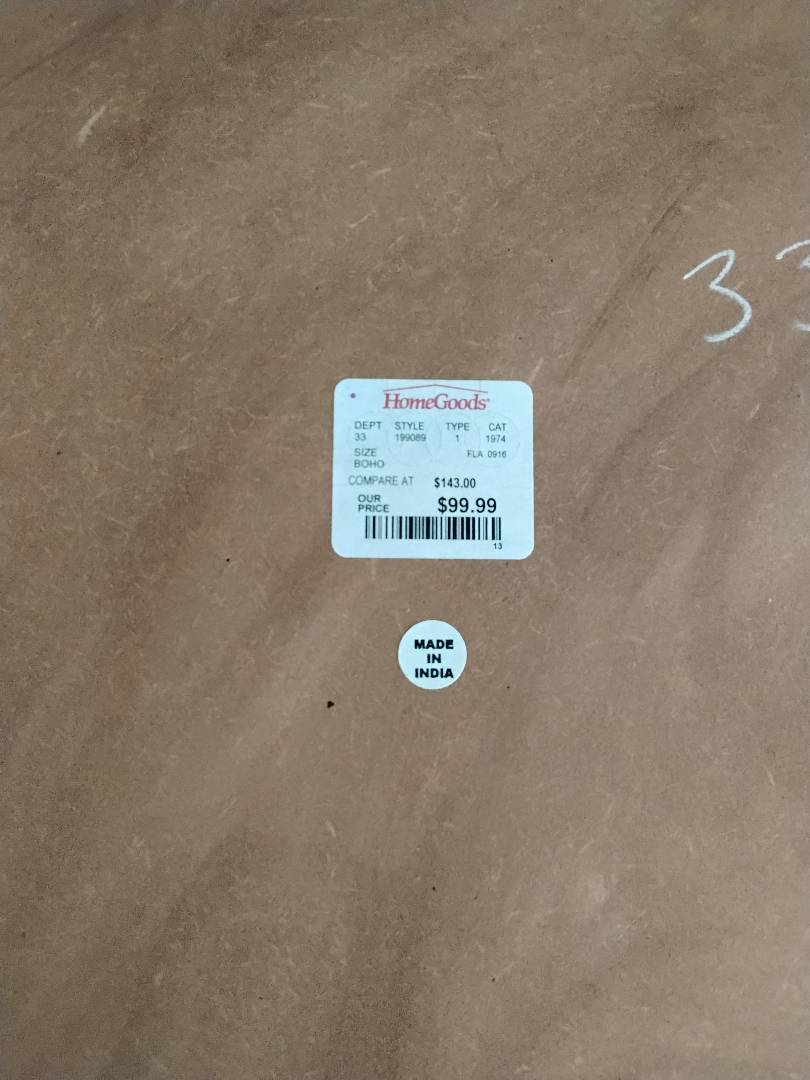 33
HomeGoods
DEPT STYLE TYPE CAT
33 199089 1 1974
SIZE FLA 0916
BOHO
COMPARE AT $143.00
OUR
PRICE $99.99
13
MADE
IN
INDIA